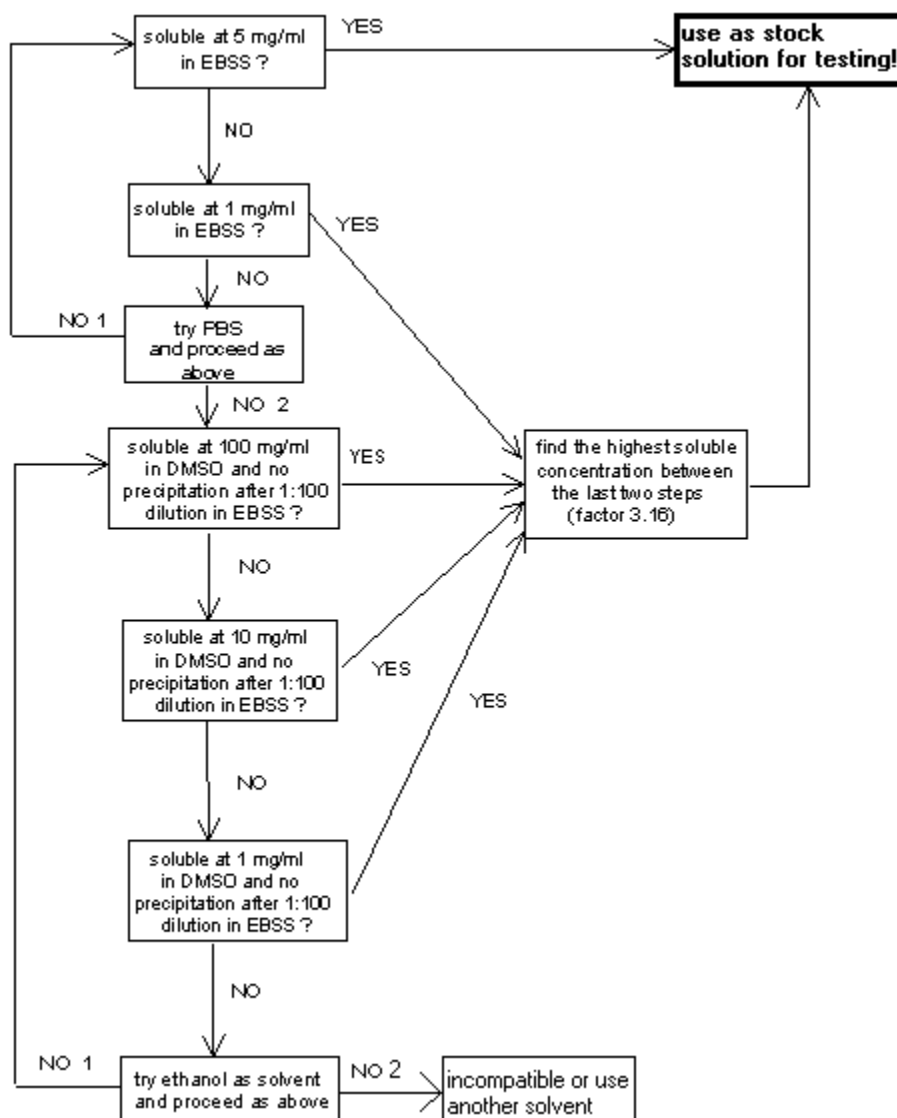 soluble at 5 mg/ml
in EBSS ?
YES
use as stock
solution for testing!
NO
soluble at 1 mg/ml
in EBSS ?
YES
NO
NO 1
try PBS
and proceed as
above
NO 2
soluble at 100 mg/ml
in DMSO and no
precipitation after 1:100
dilution in EBSS ?
YES
find the highest soluble
concentration between
the last two steps
(factor 3.16)
NO
soluble at 10 mg/ml
in DMSO and no
precipitation after 1:100
dilution in EBSS ?
YES
YES
NO
soluble at 1 mg/ml
in DMSO and no
precipitation after 1:100
dilution in EBSS ?
NO
NO 1
try ethanol as solvent
and proceed as above
NO 2
incompatible or use
another solvent